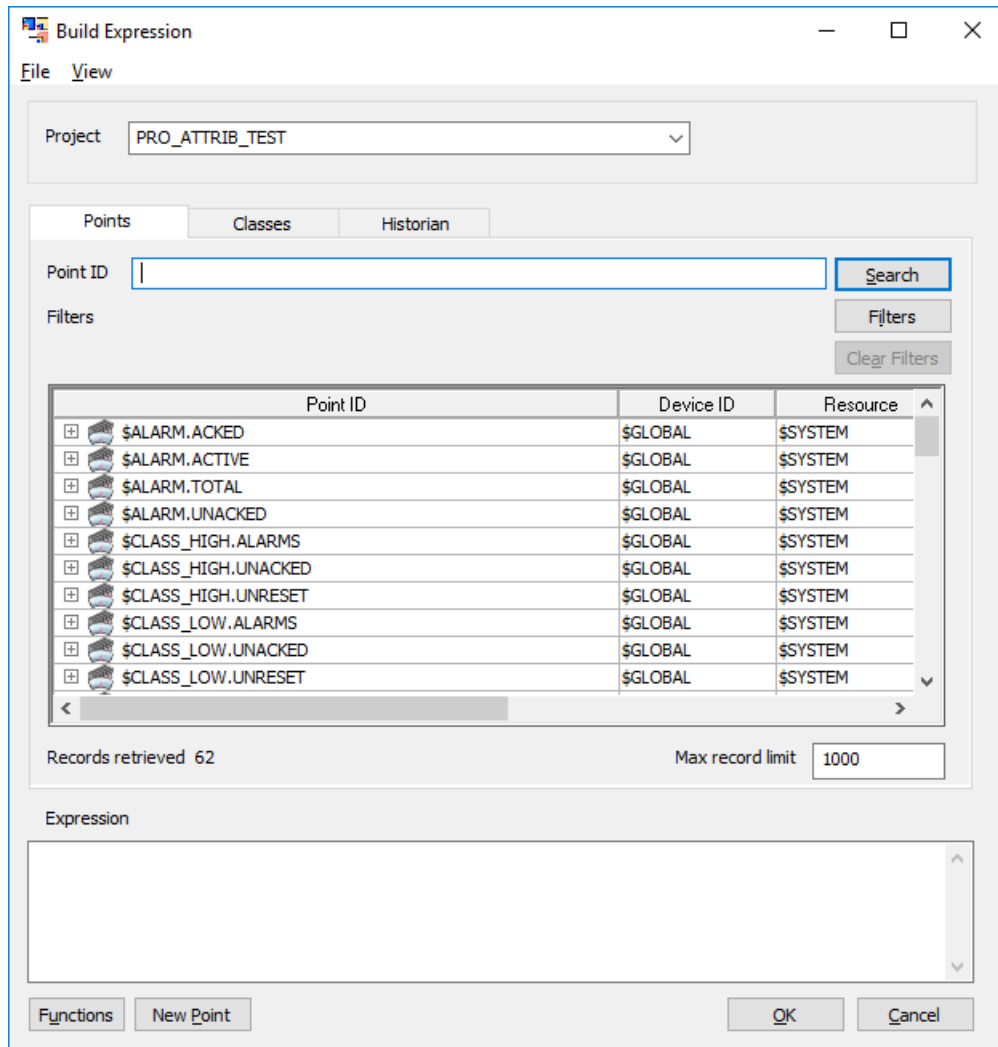 Build Expression
File View
Project PRO_ATTRIB_TEST
Points Classes Historian
Point ID Search
Filters Filters
Clear Filters
Point ID Device ID Resource
$ALARM.ACKED $GLOBAL $SYSTEM
$ALARM.ACTIVE $GLOBAL $SYSTEM
$ALARM.TOTAL $GLOBAL $SYSTEM
$ALARM.UNACKED $GLOBAL $SYSTEM
$CLASS_HIGH.ALARMS $GLOBAL $SYSTEM
$CLASS_HIGH.UNACKED $GLOBAL $SYSTEM
$CLASS_HIGH.UNRESET $GLOBAL $SYSTEM
$CLASS_LOW.ALARMS $GLOBAL $SYSTEM
$CLASS_LOW.UNACKED $GLOBAL $SYSTEM
$CLASS_LOW.UNRESET $GLOBAL $SYSTEM
Records retrieved 62 Max record limit 1000
Expression
Functions New Point OK Cancel